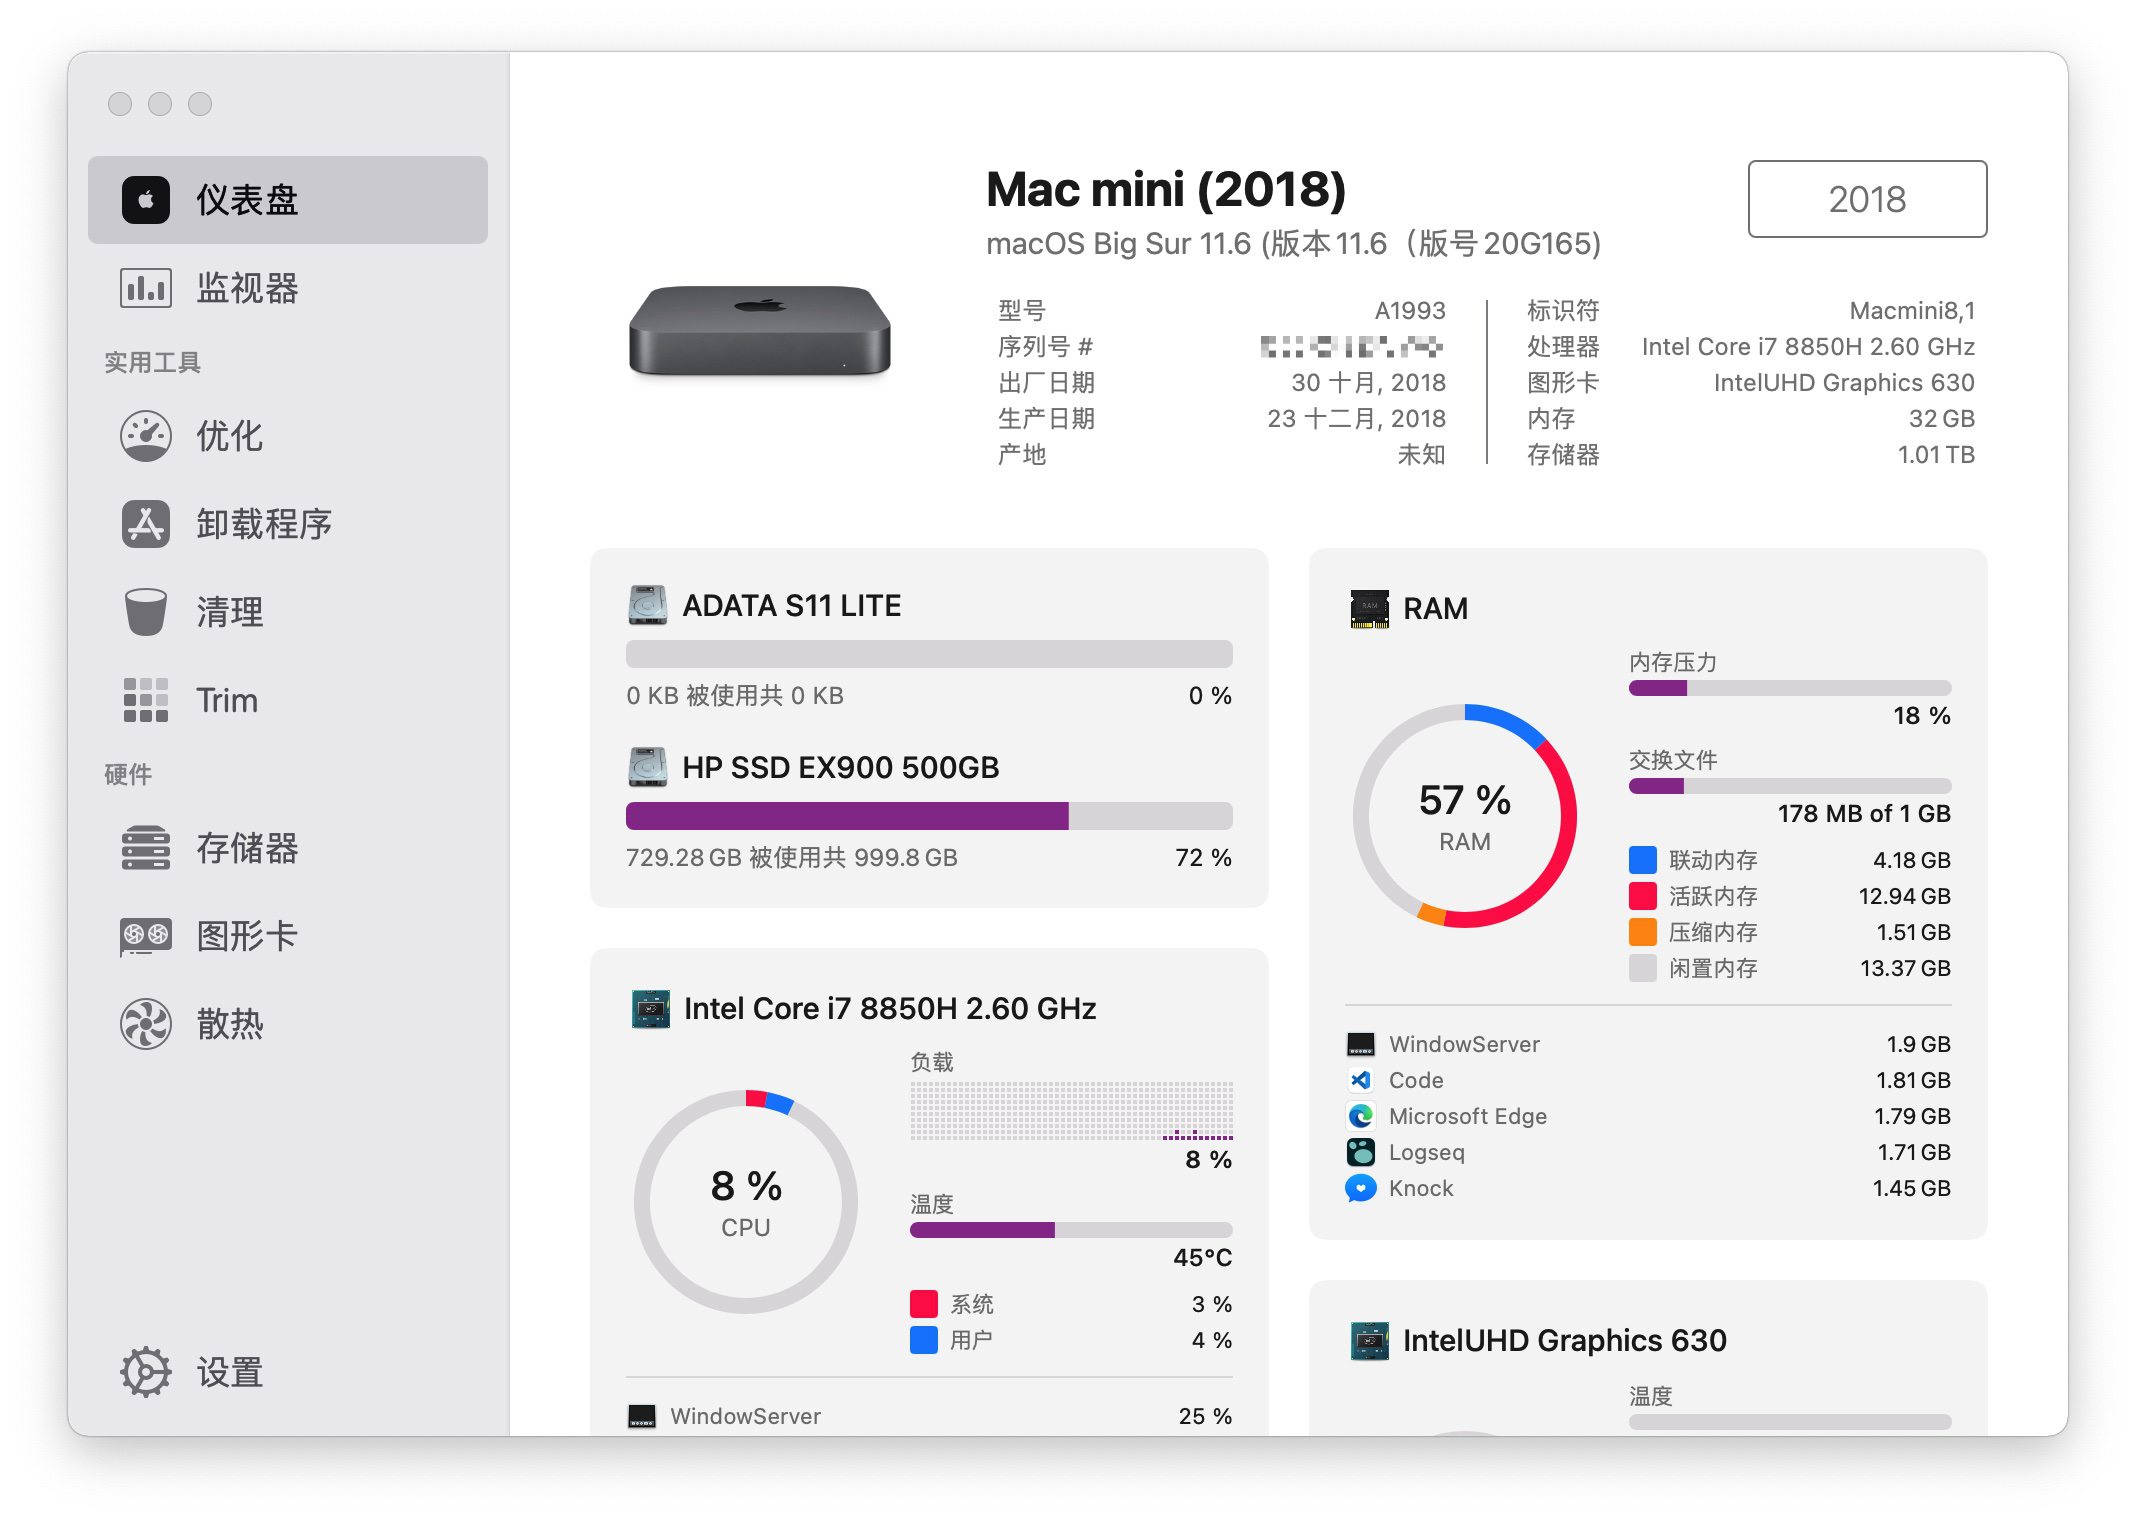 仪表盘
监视器
实用工具
优化
卸载程序
清理
Trim
硬件
存储器
图形卡
散热
设置
Mac mini (2018)
macOS Big Sur 11.6 (版本 11.6（版号 20G165)
2018
型号 A1993
序列号 #
出厂日期 30 十月, 2018
生产日期 23 十二月, 2018
产地 未知
标识符 Macmini8,1
处理器 Intel Core i7 8850H 2.60 GHz
图形卡 IntelUHD Graphics 630
内存 32 GB
存储器 1.01 TB
ADATA S11 LITE
0 KB 被使用共 0 KB 0 %
HP SSD EX900 500GB
729.28 GB 被使用共 999.8 GB 72 %
Intel Core i7 8850H 2.60 GHz
负载
8 %
8 %
CPU
温度
45°C
系统 3 %
用户 4 %
WindowServer 25 %
RAM
内存压力
18 %
交换文件
178 MB of 1 GB
57 %
RAM
联动内存 4.18 GB
活跃内存 12.94 GB
压缩内存 1.51 GB
闲置内存 13.37 GB
WindowServer 1.9 GB
Code 1.81 GB
Microsoft Edge 1.79 GB
Logseq 1.71 GB
Knock 1.45 GB
IntelUHD Graphics 630
温度